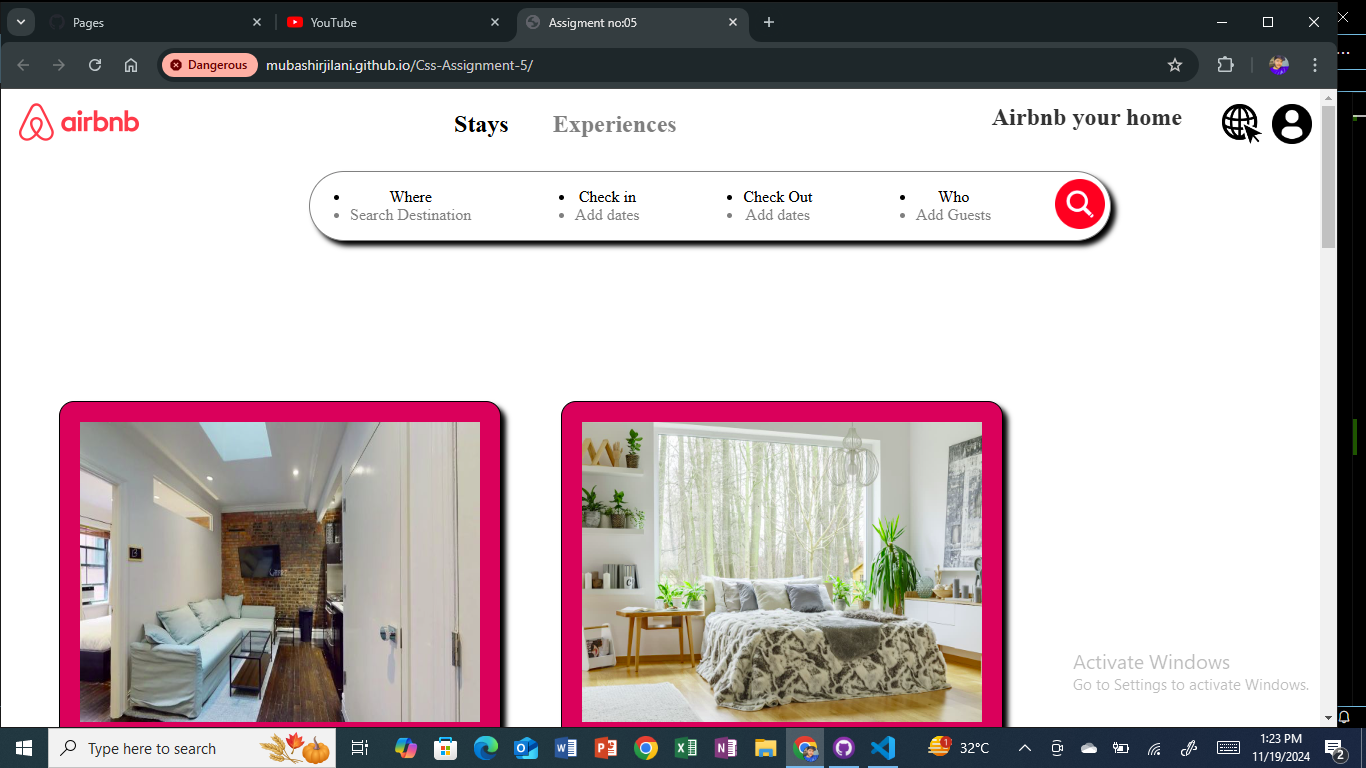 Pages
YouTube
Assigment no:05
Dangerous
mubashirjilani.github.io/Css-Assignment-5/
airbnb
Stays
Experiences
Airbnb your home
Where
Check in
Check Out
Who
Search Destination
Add dates
Add dates
Add Guests
Activate Windows
Go to Settings to activate Windows.
Type here to search
1
32°C
1:23 PM
11/19/2024
2